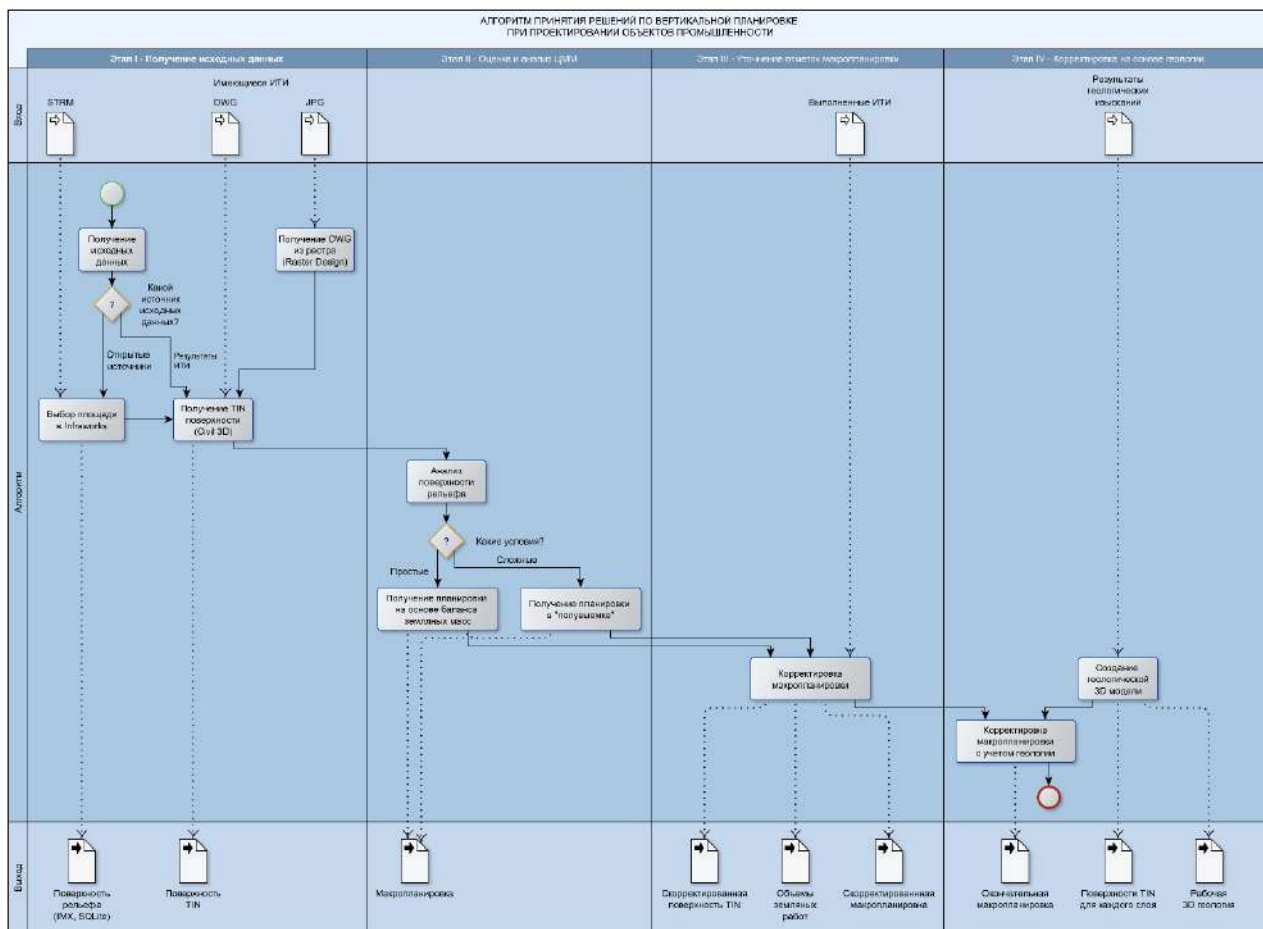 АЛГОРИТМ ПРИНЯТИЯ РЕШЕНИЙ ПО ВЕРТИКАЛЬНОЙ ПЛАНИРОВКЕ
ПРИ ПРОЕКТИРОВАНИИ ОБЪЕКТОВ ПРОМЫШЛЕННОСТИ
Этап I - Получение исходных данных
Этап II - Оценка и анализ ЦММ
Этап III - Уточнение отметок макропланировки
Этап IV - Корректировка на основе геологии
Вход
Имеющиеся ИТИ
STRM
DWG
JPG
Выполненные ИТИ
Результаты
геологических
изысканий
Алгоритм
Получение
исходных
данных
Получение DWG
из растра
(Raster Design)
?
Какой
источник
исходных
данных?
Открытые
источники
Результаты
ИТИ
Выбор площади
в Infraworks
Получение TIN
поверхности
(Civil 3D)
Анализ
поверхности
рельефа
?
Какие условия?
Простые
Сложные
Получение планировки
на основе баланса
земляных масс
Получение планировки
в "полувыемке"
Корректировка
макропланировки
Создание
геологической
3D модели
Корректировка
макропланировки
с учетом геологии
Выход
Поверхность
рельефа
(IMX, SQLite)
Поверхность
TIN
Макропланировка
Скорректированная
поверхность TIN
Объемы
земляных
работ
Скорректированнная
макропланировка
Окончательная
макропланировка
Поверхности TIN
для каждого слоя
Рабочая
3D геология